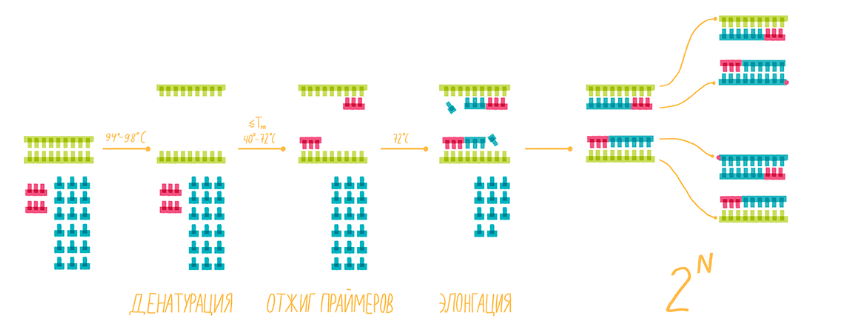 94°-98°C
≤Tm
40°-72°C
72°C
ДЕНАТУРАЦИЯ
ОТЖИГ ПРАЙМЕРОВ
ЭЛОНГАЦИЯ
2ᴺ